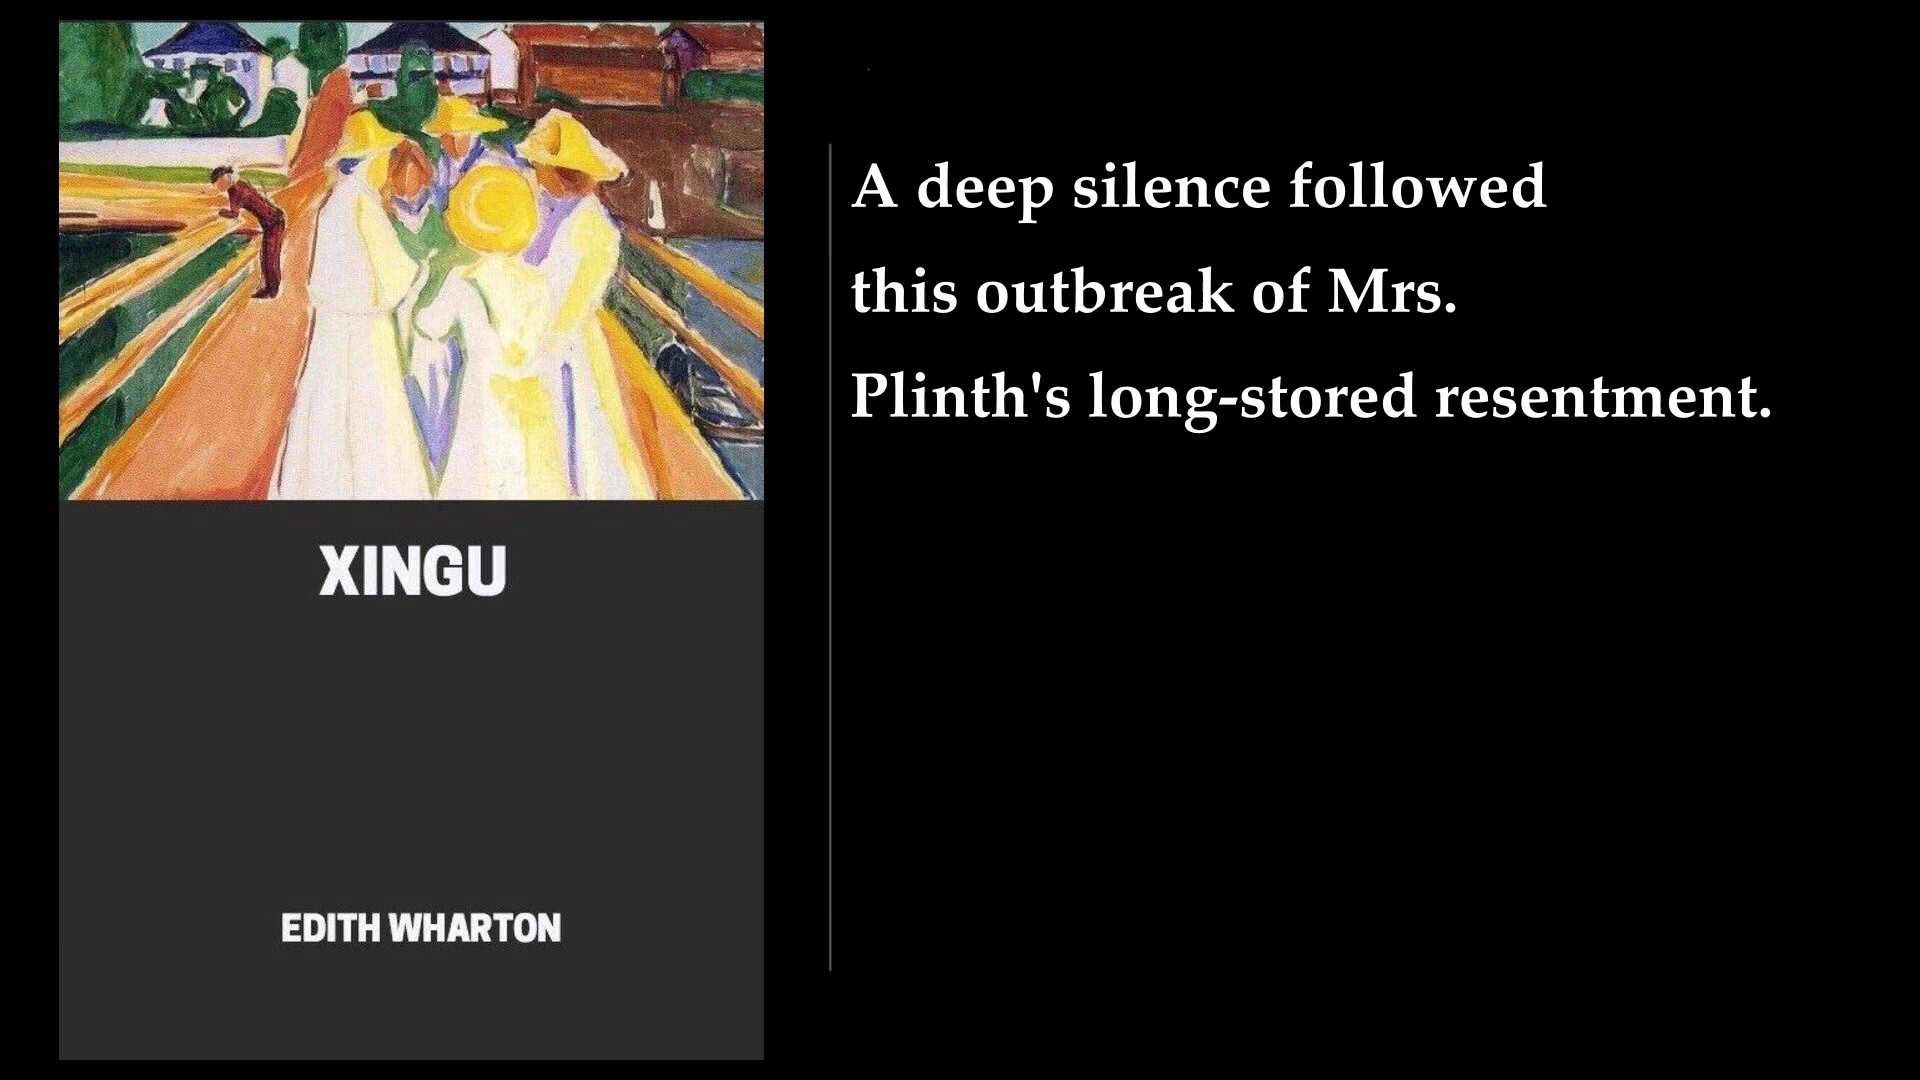 XINGU
EDITH WHARTON
A deep silence followed
this outbreak of Mrs.
Plinth's long-stored resentment.